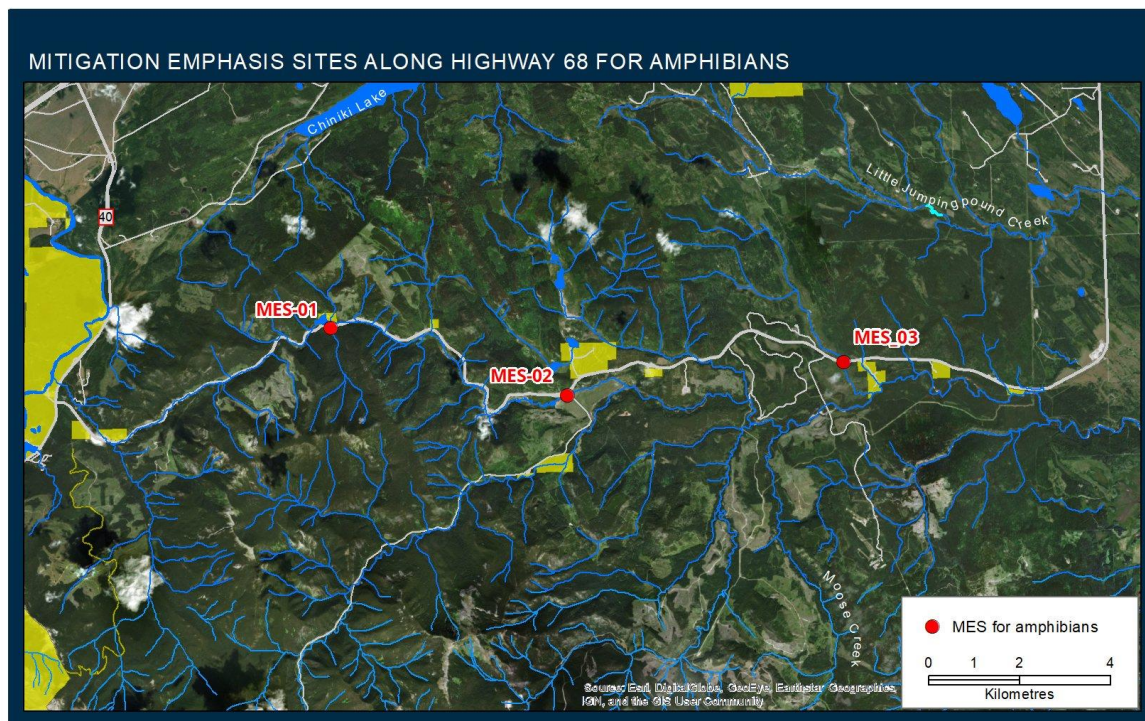 MITIGATION EMPHASIS SITES ALONG HIGHWAY 68 FOR AMPHIBIANS
Chiniki Lake
Little Jumpingpound Creek
40
MES-01
MES_03
MES-02
Moose Creek
MES for amphibians
0 1 2 4
Kilometres
Source: Esri, DigitalGlobe, GeoEye, Earthstar Geographics,
IGN, and the GIS User Community